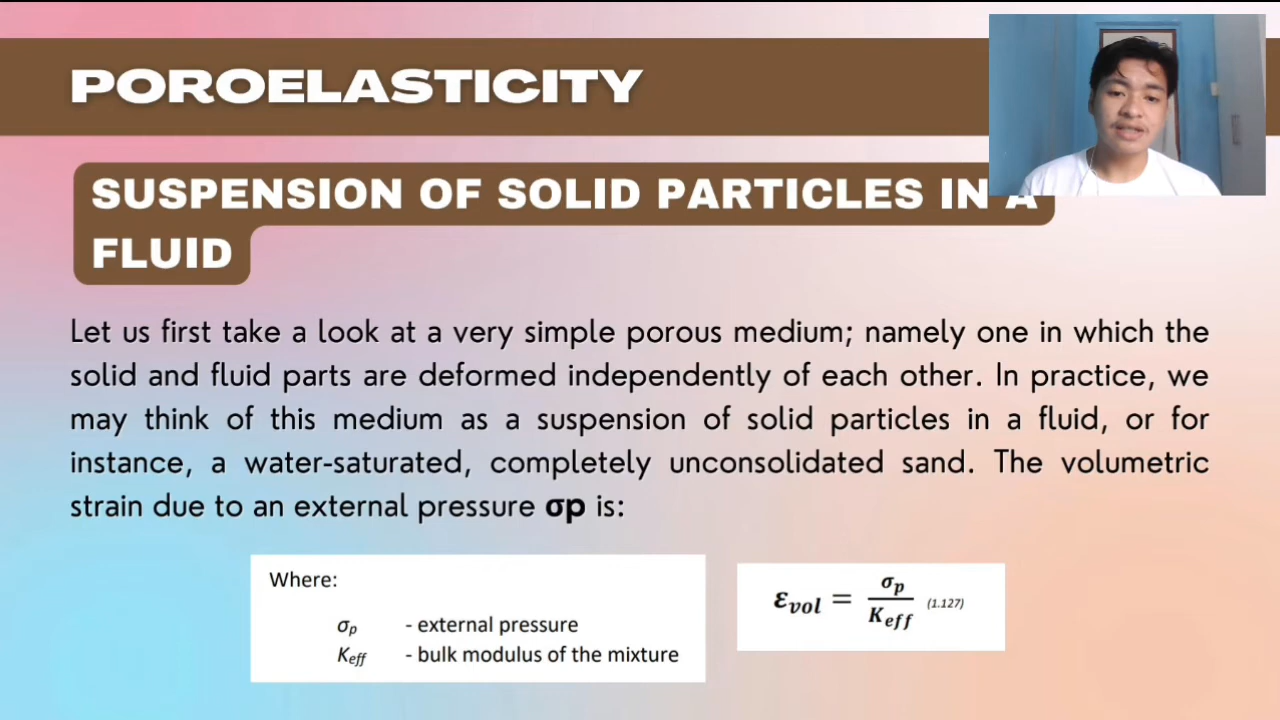 POROELASTICITY
SUSPENSION OF SOLID PARTICLES IN A
FLUID
Let us first take a look at a very simple porous medium; namely one in which the
solid and fluid parts are deformed independently of each other. In practice, we
may think of this medium as a suspension of solid particles in a fluid, or for
instance, a water-saturated, completely unconsolidated sand. The volumetric
strain due to an external pressure σp is:
Where:
σp - external pressure
Keff - bulk modulus of the mixture
εvol = σp / Keff (1.127)